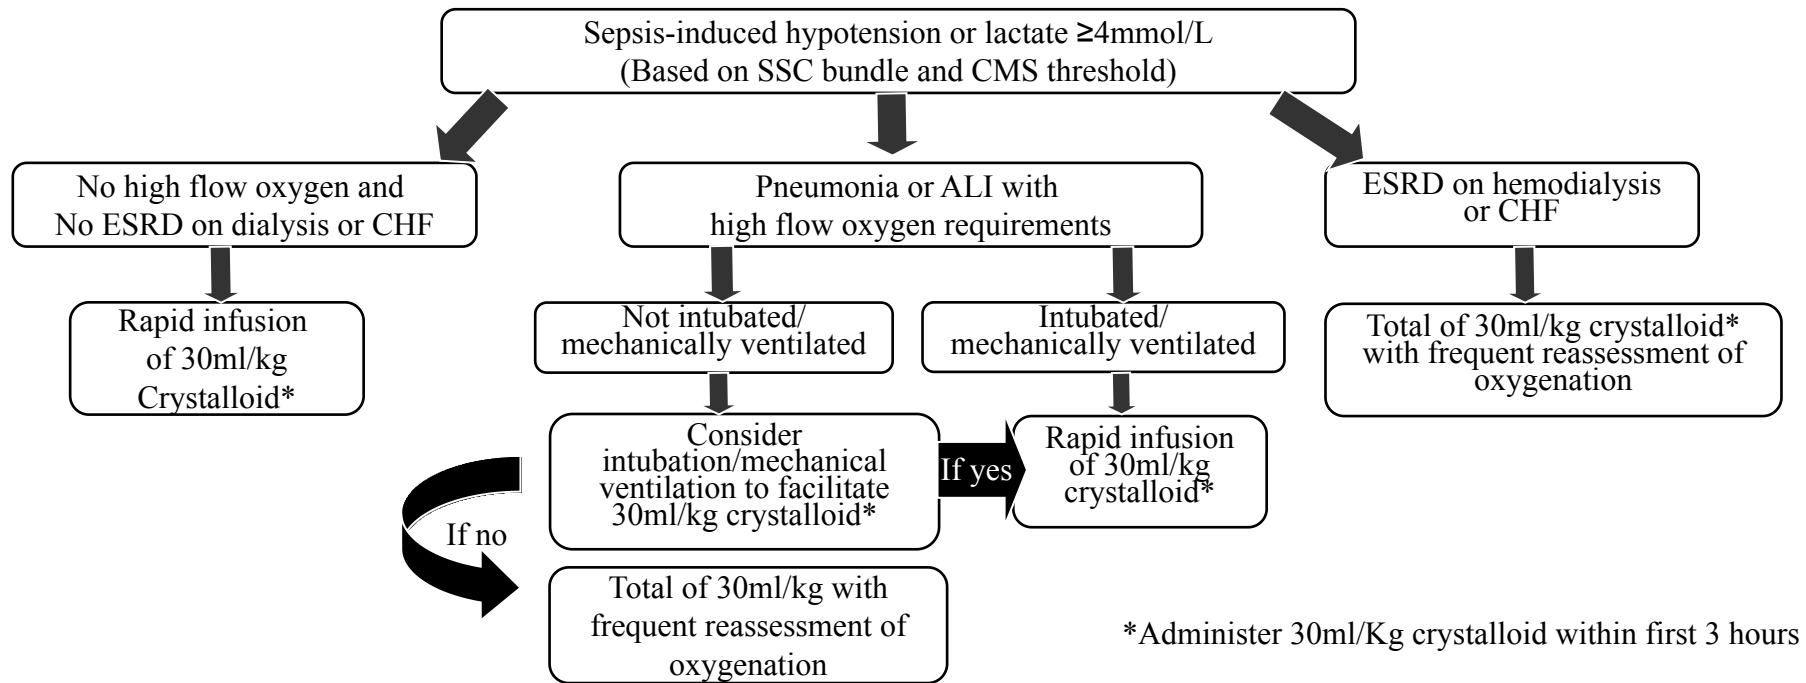 Sepsis-induced hypotension or lactate ≥4mmol/L
(Based on SSC bundle and CMS threshold)
No high flow oxygen and
No ESRD on dialysis or CHF
Pneumonia or ALI with
high flow oxygen requirements
ESRD on hemodialysis
or CHF
Rapid infusion
of 30ml/kg
Crystalloid*
Not intubated/
mechanically ventilated
Intubated/
mechanically ventilated
Total of 30ml/kg crystalloid*
with frequent reassessment of
oxygenation
Consider
intubation/mechanical
ventilation to facilitate
30ml/kg crystalloid*
If yes
Rapid infusion
of 30ml/kg
crystalloid*
If no
Total of 30ml/kg with
frequent reassessment of
oxygenation
*Administer 30ml/Kg crystalloid within first 3 hours